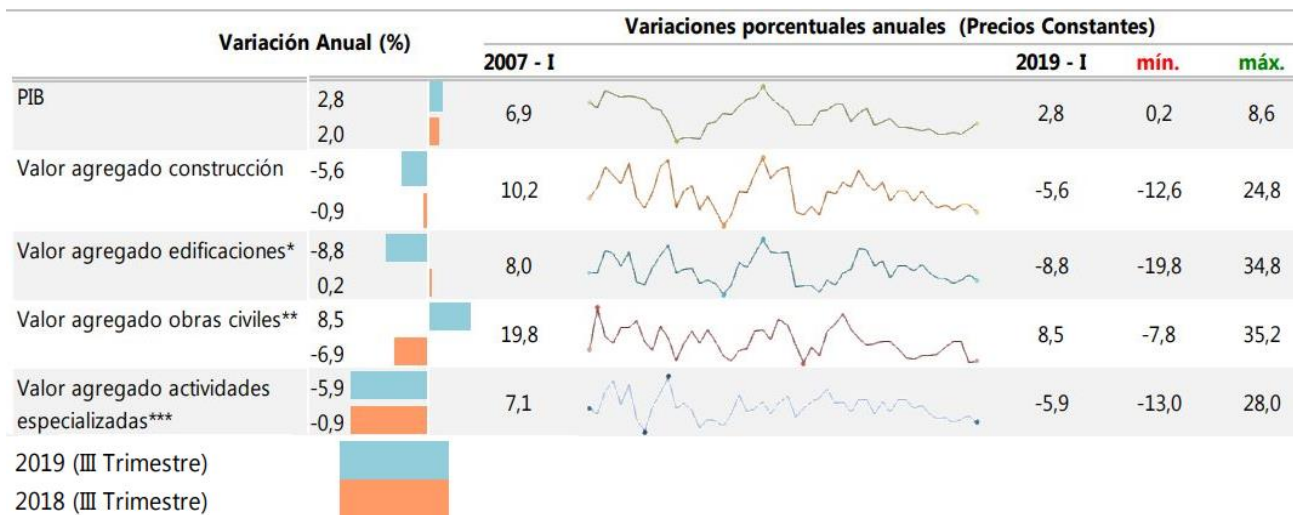 Variación Anual (%)
Variaciones porcentuales anuales (Precios Constantes)
2007 - I 2019 - I mín. máx.
PIB
2,8
2,0
6,9 2,8 0,2 8,6
Valor agregado construcción
-5,6
-0,9
10,2 -5,6 -12,6 24,8
Valor agregado edificaciones*
-8,8
0,2
8,0 -8,8 -19,8 34,8
Valor agregado obras civiles**
8,5
-6,9
19,8 8,5 -7,8 35,2
Valor agregado actividades
especializadas***
-5,9
-0,9
7,1 -5,9 -13,0 28,0
2019 (III Trimestre)
2018 (III Trimestre)